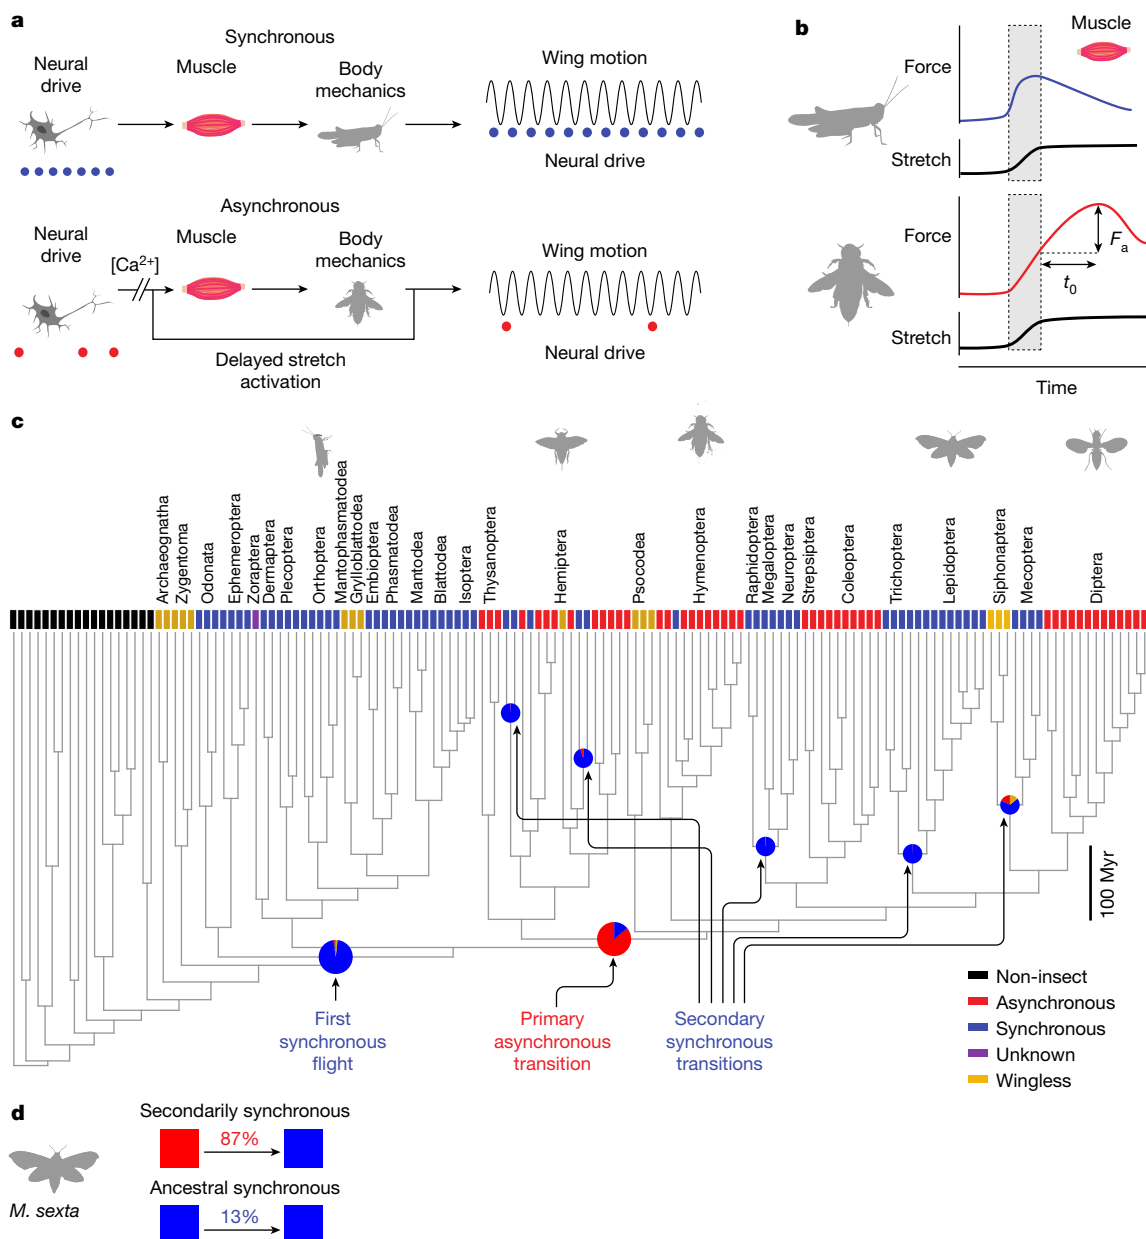 a
Synchronous
Neural
drive
Muscle
Body
mechanics
Wing motion
Neural drive
Asynchronous
Neural
drive
[Ca2+]
Muscle
Body
mechanics
Wing motion
Neural drive
Delayed stretch
activation
b
Muscle
Force
Stretch
Force
Fa
t0
Stretch
Time
c
Archaeognatha
Zygentoma
Odonata
Ephemeroptera
Zoraptera
Dermaptera
Plecoptera
Orthoptera
Mantophasmatodea
Grylloblattodea
Embioptera
Phasmatodea
Mantodea
Blattodea
Isoptera
Thysanoptera
Hemiptera
Psocodea
Hymenoptera
Raphidoptera
Megaloptera
Neuroptera
Strepsiptera
Coleoptera
Trichoptera
Lepidoptera
Siphonaptera
Mecoptera
Diptera
100 Myr
First
synchronous
flight
Primary
asynchronous
transition
Secondary
synchronous
transitions
Non-insect
Asynchronous
Synchronous
Unknown
Wingless
d
Secondarily synchronous
87%
Ancestral synchronous
13%
M. sexta